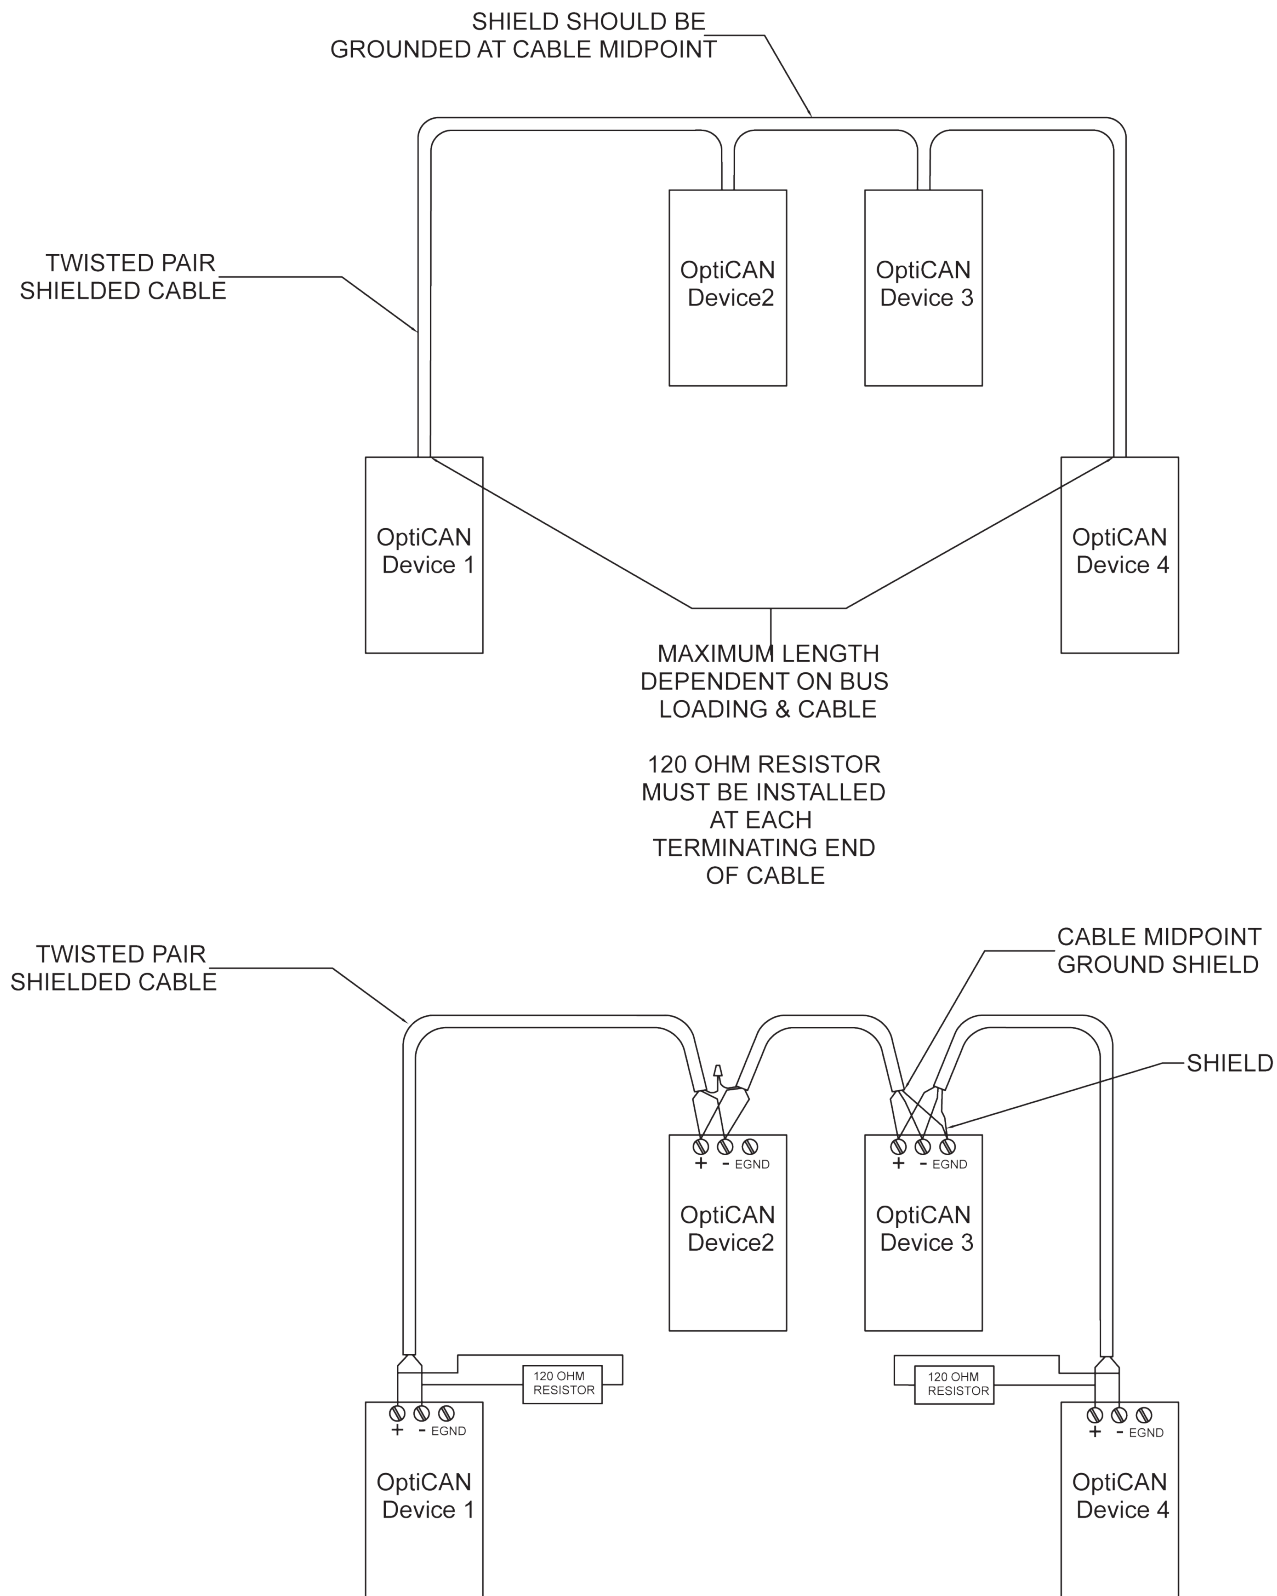 SHIELD SHOULD BE
GROUNDED AT CABLE MIDPOINT
TWISTED PAIR
SHIELDED CABLE
OptiCAN
Device2
OptiCAN
Device 3
OptiCAN
Device 1
OptiCAN
Device 4
MAXIMUM LENGTH
DEPENDENT ON BUS
LOADING & CABLE
120 OHM RESISTOR
MUST BE INSTALLED
AT EACH
TERMINATING END
OF CABLE
CABLE MIDPOINT
GROUND SHIELD
TWISTED PAIR
SHIELDED CABLE
SHIELD
+ - EGND
+ - EGND
OptiCAN
Device2
OptiCAN
Device 3
120 OHM
RESISTOR
120 OHM
RESISTOR
+ - EGND
+ - EGND
OptiCAN
Device 1
OptiCAN
Device 4